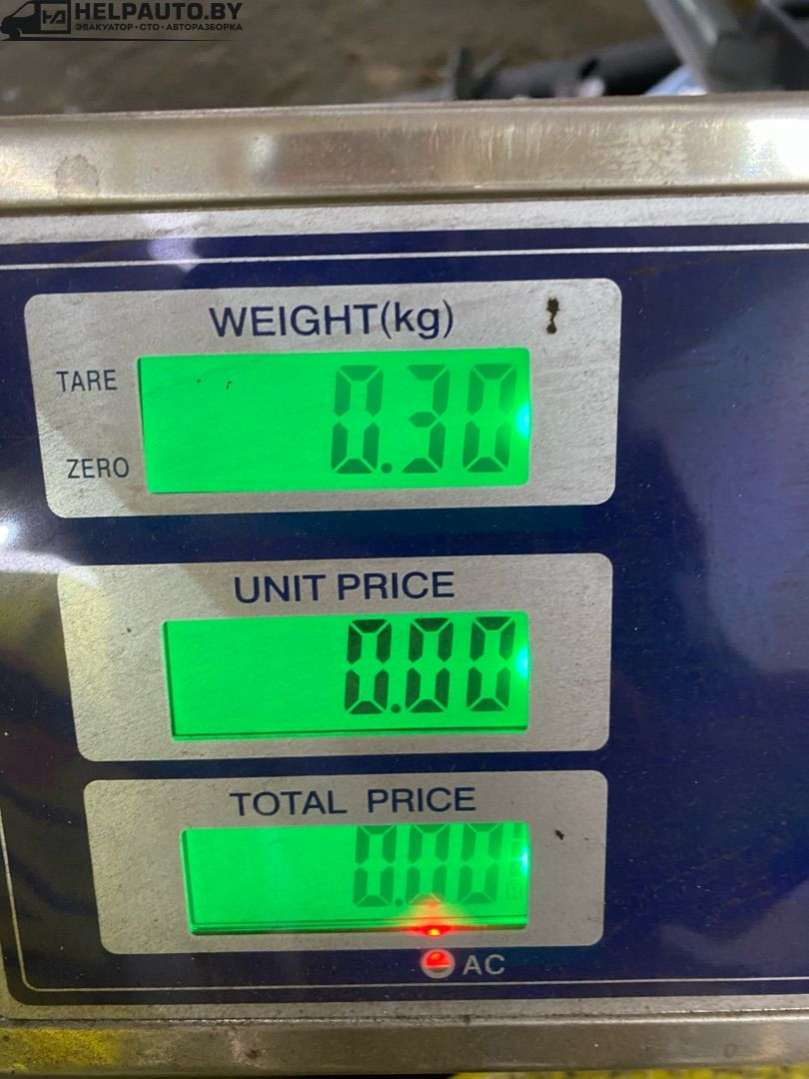 HELPAUTO.BY
ЭВАКУАТОР • СТО • АВТОРАЗБОРКА
WEIGHT(kg)
TARE
0.30
ZERO
UNIT PRICE
0.00
TOTAL PRICE
0.00
AC